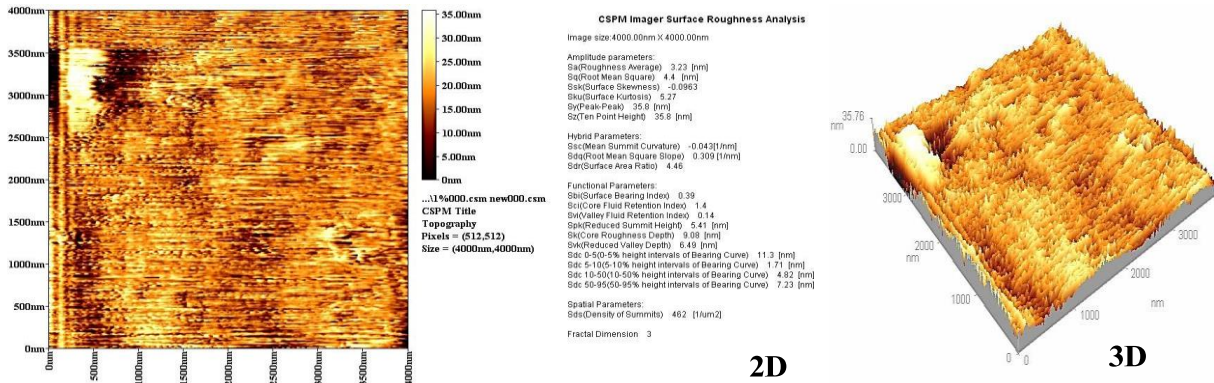 4000nm
3500nm
3000nm
2500nm
2000nm
1500nm
1000nm
500nm
0nm
0nm
500nm
1000nm
1500nm
2000nm
2500nm
3000nm
3500nm
4000nm
35.00nm
30.00nm
25.00nm
20.00nm
15.00nm
10.00nm
5.00nm
0nm
...\1%000.csm new000.csm
CSPM Title
Topography
Pixels = (512,512)
Size = (4000nm,4000nm)
CSPM Imager Surface Roughness Analysis
Image size:4000.00nm X 4000.00nm
Amplitude parameters:
Sa(Roughness Average) 3.23 [nm]
Sq(Root Mean Square) 4.4 [nm]
Ssk(Surface Skewness) -0.0963
Sku(Surface Kurtosis) 5.27
Sy(Peak-Peak) 35.8 [nm]
Sz(Ten Point Height) 35.8 [nm]
Hybrid Parameters:
Ssc(Mean Summit Curvature) -0.043[1/nm]
Sdq(Root Mean Square Slope) 0.309 [1/nm]
Sdr(Surface Area Ratio) 4.46
Functional Parameters:
Sbi(Surface Bearing Index) 0.39
Sci(Core Fluid Retention Index) 1.4
Svi(Valley Fluid Retention Index) 0.14
Spk(Reduced Summit Height) 5.41 [nm]
Sk(Core Roughness Depth) 9.08 [nm]
Svk(Reduced Valley Depth) 6.49 [nm]
Sdc 0-5(0-5% height intervals of Bearing Curve) 11.3 [nm]
Sdc 5-10(5-10% height intervals of Bearing Curve) 1.71 [nm]
Sdc 10-50(10-50% height intervals of Bearing Curve) 4.82 [nm]
Sdc 50-95(50-95% height intervals of Bearing Curve) 7.23 [nm]
Spatial Parameters:
Sds(Density of Summits) 462 [1/um2]
Fractal Dimension 3
2D
35.76
nm
0.00
3000
2000
nm
1000
0
0
1000
nm
2000
3000
3D